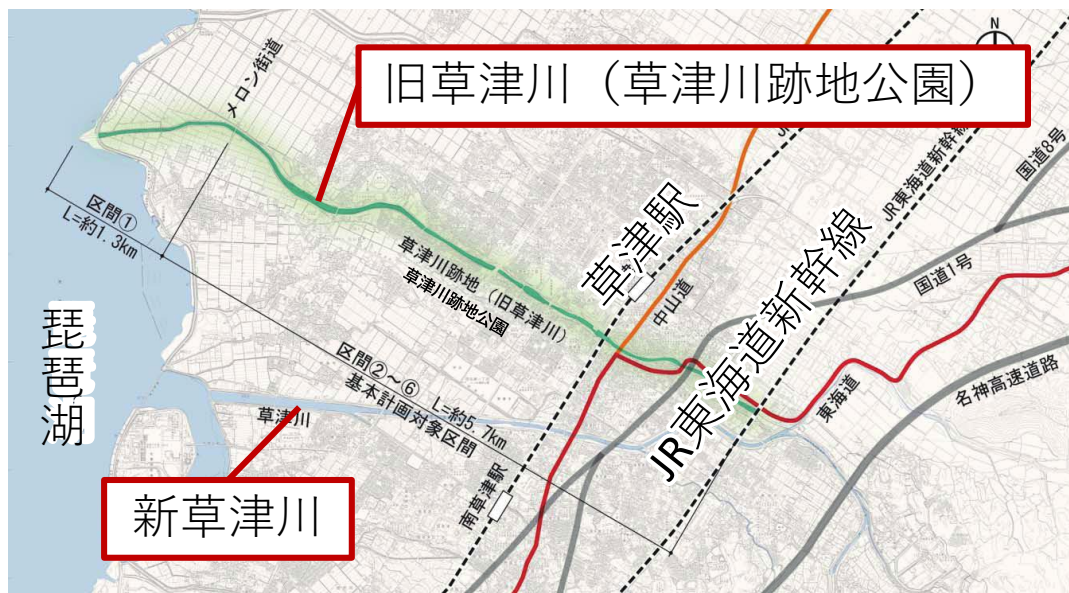 N
旧草津川（草津川跡地公園）
メロン街道
JR東海道新幹線
国道8号
区間①
L=約1.3km
草津駅
中山道
国道1号
草津川跡地（旧草津川）
草津川跡地公園
琵琶湖
JR東海道新幹線
東海道
名神高速道路
区間②～⑥ L=約5.7km
基本計画対象区間
草津川
新草津川
南草津駅